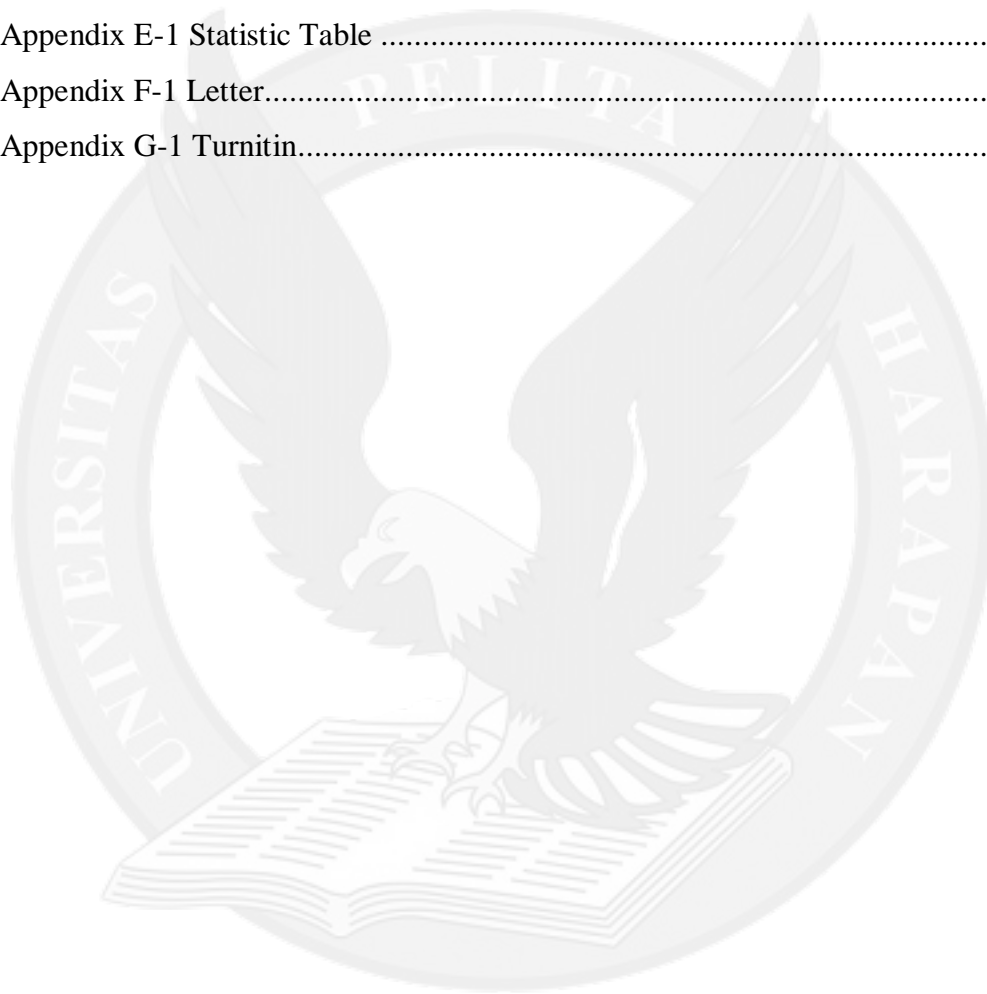 Appendix E-1 Statistic Table ........................................................................
Appendix F-1 Letter......................................................................................
Appendix G-1 Turnitin..................................................................................
UNIVERSITAS PELITA HARAPAN